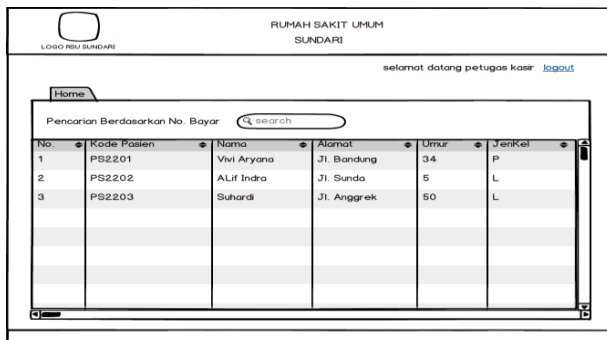 RUMAH SAKIT UMUM
SUNDARI
LOGO RSU SUNDARI
selamat datang petugas kasir logout
Home
Pencarian Berdasarkan No. Bayar search
No. Kode Pasien Nama Alamat Umur JenKel
1 PS2201 Vivi Aryana Jl. Bandung 34 P
2 PS2202 ALif Indra Jl. Sunda 5 L
3 PS2203 Suhardi Jl. Anggrek 50 L